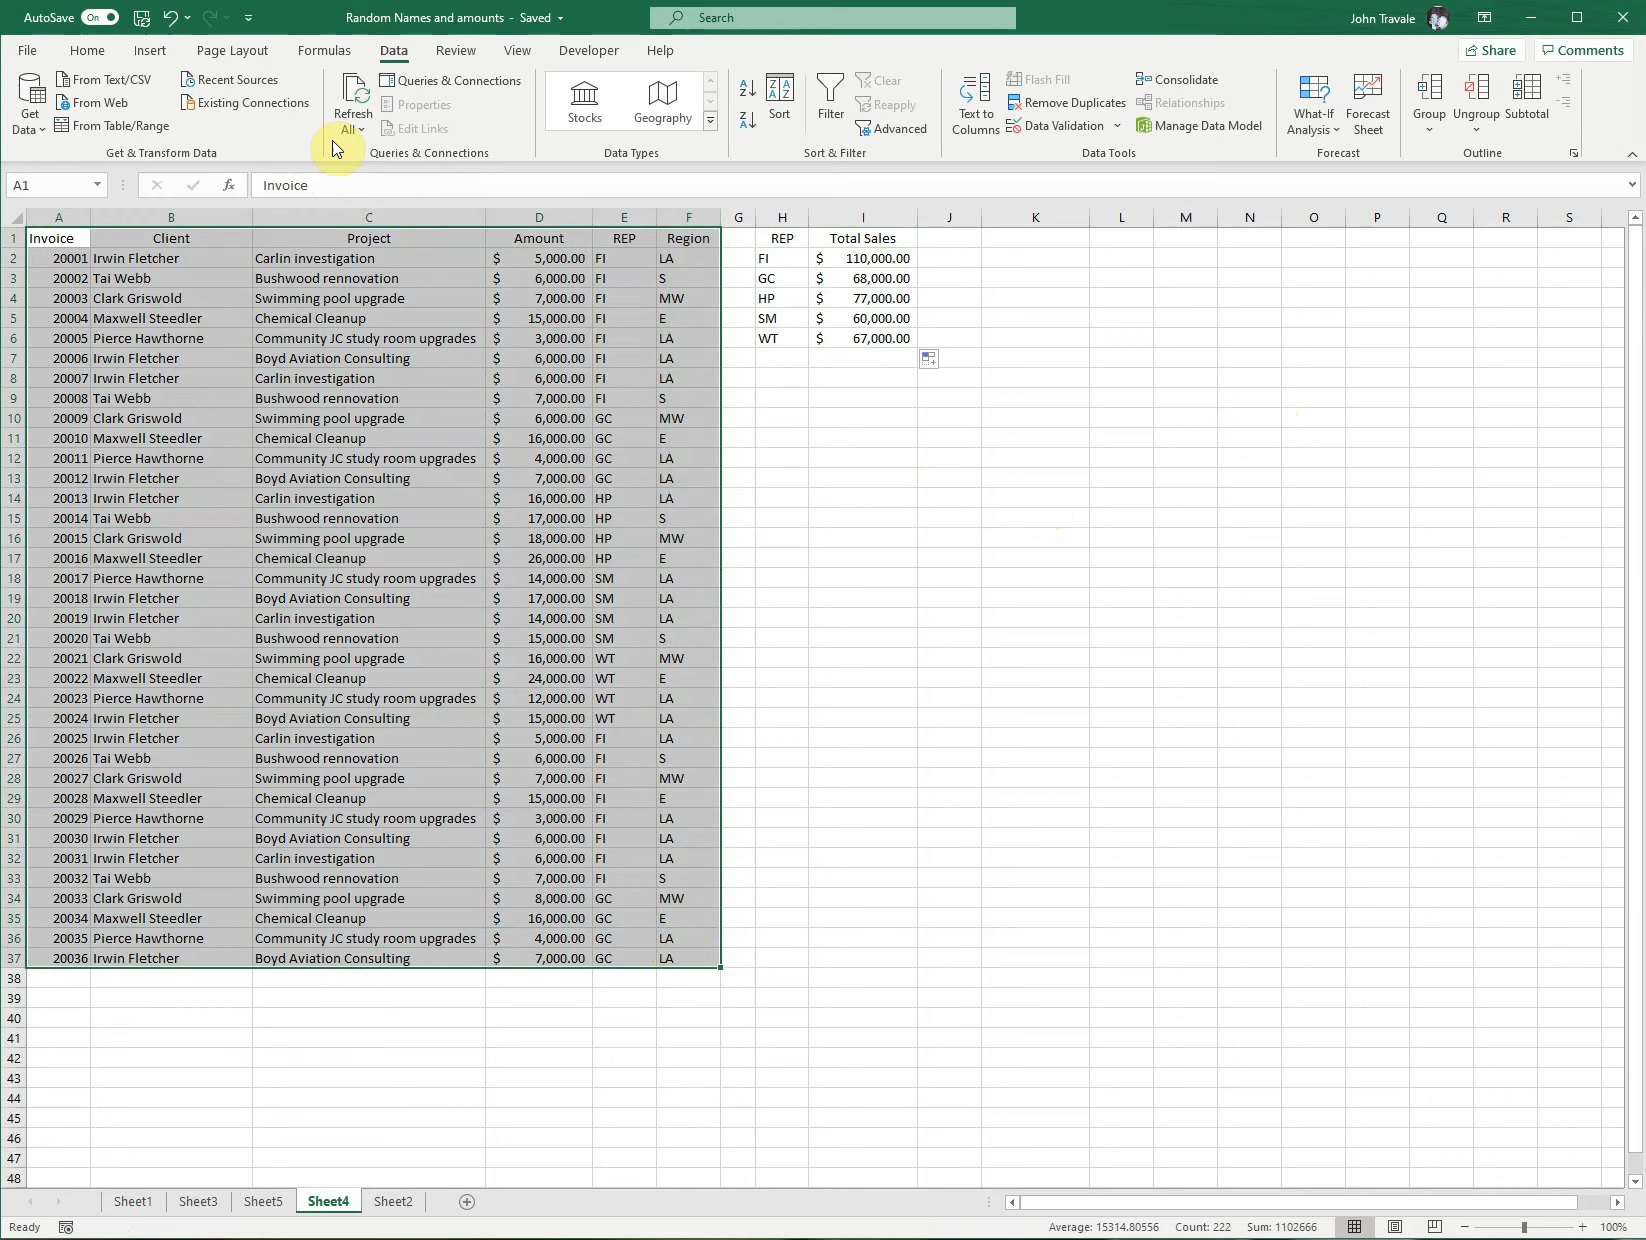 AutoSave On Random Names and amounts - Saved Search John Travale
File Home Insert Page Layout Formulas Data Review View Developer Help Share Comments
Get Data From Text/CSV From Web From Table/Range Recent Sources Existing Connections
Refresh All Queries & Connections Properties Edit Links
Stocks Geography
Sort Filter Clear Reapply Advanced
Text to Columns Flash Fill Remove Duplicates Data Validation Consolidate Relationships Manage Data Model
What-If Analysis Forecast Sheet Group Ungroup Subtotal
Get & Transform Data Queries & Connections Data Types Sort & Filter Data Tools Forecast Outline
A1 fx Invoice
A B C D E F G H I J K L M N O P Q R S
1 Invoice Client Project Amount REP Region REP Total Sales
2 20001 Irwin Fletcher Carlin investigation $ 5,000.00 FI LA FI $ 110,000.00
3 20002 Tai Webb Bushwood rennovation $ 6,000.00 FI S GC $ 68,000.00
4 20003 Clark Griswold Swimming pool upgrade $ 7,000.00 FI MW HP $ 77,000.00
5 20004 Maxwell Steedler Chemical Cleanup $ 15,000.00 FI E SM $ 60,000.00
6 20005 Pierce Hawthorne Community JC study room upgrades $ 3,000.00 FI LA WT $ 67,000.00
7 20006 Irwin Fletcher Boyd Aviation Consulting $ 6,000.00 FI LA
8 20007 Irwin Fletcher Carlin investigation $ 6,000.00 FI LA
9 20008 Tai Webb Bushwood rennovation $ 7,000.00 FI S
10 20009 Clark Griswold Swimming pool upgrade $ 6,000.00 GC MW
11 20010 Maxwell Steedler Chemical Cleanup $ 16,000.00 GC E
12 20011 Pierce Hawthorne Community JC study room upgrades $ 4,000.00 GC LA
13 20012 Irwin Fletcher Boyd Aviation Consulting $ 7,000.00 GC LA
14 20013 Irwin Fletcher Carlin investigation $ 16,000.00 HP LA
15 20014 Tai Webb Bushwood rennovation $ 17,000.00 HP S
16 20015 Clark Griswold Swimming pool upgrade $ 18,000.00 HP MW
17 20016 Maxwell Steedler Chemical Cleanup $ 26,000.00 HP E
18 20017 Pierce Hawthorne Community JC study room upgrades $ 14,000.00 SM LA
19 20018 Irwin Fletcher Boyd Aviation Consulting $ 17,000.00 SM LA
20 20019 Irwin Fletcher Carlin investigation $ 14,000.00 SM LA
21 20020 Tai Webb Bushwood rennovation $ 15,000.00 SM S
22 20021 Clark Griswold Swimming pool upgrade $ 16,000.00 WT MW
23 20022 Maxwell Steedler Chemical Cleanup $ 24,000.00 WT E
24 20023 Pierce Hawthorne Community JC study room upgrades $ 12,000.00 WT LA
25 20024 Irwin Fletcher Boyd Aviation Consulting $ 15,000.00 WT LA
26 20025 Irwin Fletcher Carlin investigation $ 5,000.00 FI LA
27 20026 Tai Webb Bushwood rennovation $ 6,000.00 FI S
28 20027 Clark Griswold Swimming pool upgrade $ 7,000.00 FI MW
29 20028 Maxwell Steedler Chemical Cleanup $ 15,000.00 FI E
30 20029 Pierce Hawthorne Community JC study room upgrades $ 3,000.00 FI LA
31 20030 Irwin Fletcher Boyd Aviation Consulting $ 6,000.00 FI LA
32 20031 Irwin Fletcher Carlin investigation $ 6,000.00 FI LA
33 20032 Tai Webb Bushwood rennovation $ 7,000.00 FI S
34 20033 Clark Griswold Swimming pool upgrade $ 8,000.00 GC MW
35 20034 Maxwell Steedler Chemical Cleanup $ 16,000.00 GC E
36 20035 Pierce Hawthorne Community JC study room upgrades $ 4,000.00 GC LA
37 20036 Irwin Fletcher Boyd Aviation Consulting $ 7,000.00 GC LA
38
39
40
41
42
43
44
45
46
47
48
Sheet1 Sheet3 Sheet5 Sheet4 Sheet2
Ready Average: 15314.80556 Count: 222 Sum: 1102666 100%